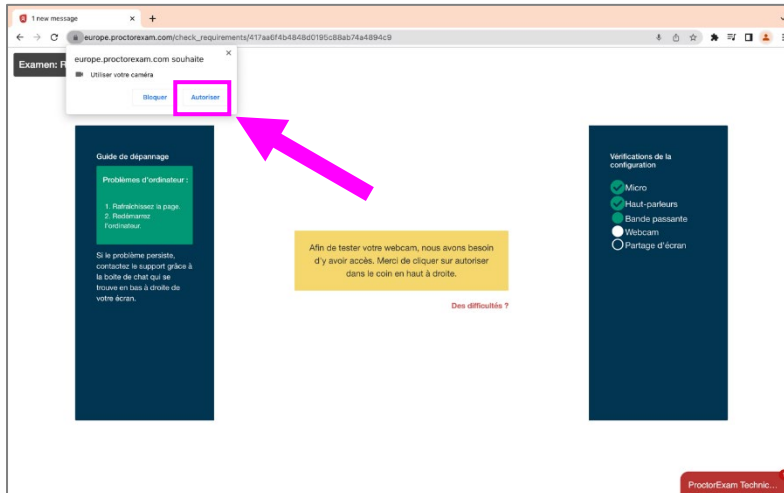 1 new message
europe.proctorexam.com/check_requirements/417aa6f4b4848d0195c88ab74a4894c9
Examen: R
europe.proctorexam.com souhaite
Utiliser votre caméra
Bloquer Autoriser
Guide de dépannage
Problèmes d'ordinateur :
1. Rafraîchissez la page.
2. Redémarrez
l'ordinateur.
Si le problème persiste,
contactez le support grâce à
la boite de chat qui se
trouve en bas à droite de
votre écran.
Afin de tester votre webcam, nous avons besoin
d'y avoir accès. Merci de cliquer sur autoriser
dans le coin en haut à droite.
Des difficultés ?
Vérifications de la
configuration
Micro
Haut-parleurs
Bande passante
Webcam
Partage d'écran
ProctorExam Technic...